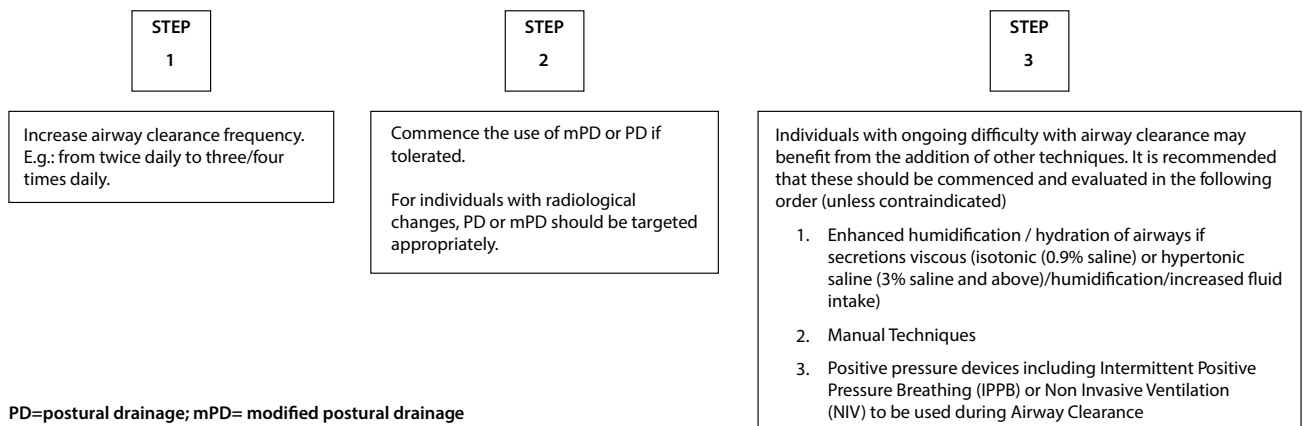 STEP
1
Increase airway clearance frequency.
E.g.: from twice daily to three/four
times daily.
STEP
2
Commence the use of mPD or PD if
tolerated.
For individuals with radiological
changes, PD or mPD should be targeted
appropriately.
STEP
3
Individuals with ongoing difficulty with airway clearance may
benefit from the addition of other techniques. It is recommended
that these should be commenced and evaluated in the following
order (unless contraindicated)
1. Enhanced humidification / hydration of airways if
secretions viscous (isotonic (0.9% saline) or hypertonic
saline (3% saline and above)/humidification/increased fluid
intake)
2. Manual Techniques
3. Positive pressure devices including Intermittent Positive
Pressure Breathing (IPPB) or Non Invasive Ventilation
(NIV) to be used during Airway Clearance
PD=postural drainage; mPD= modified postural drainage